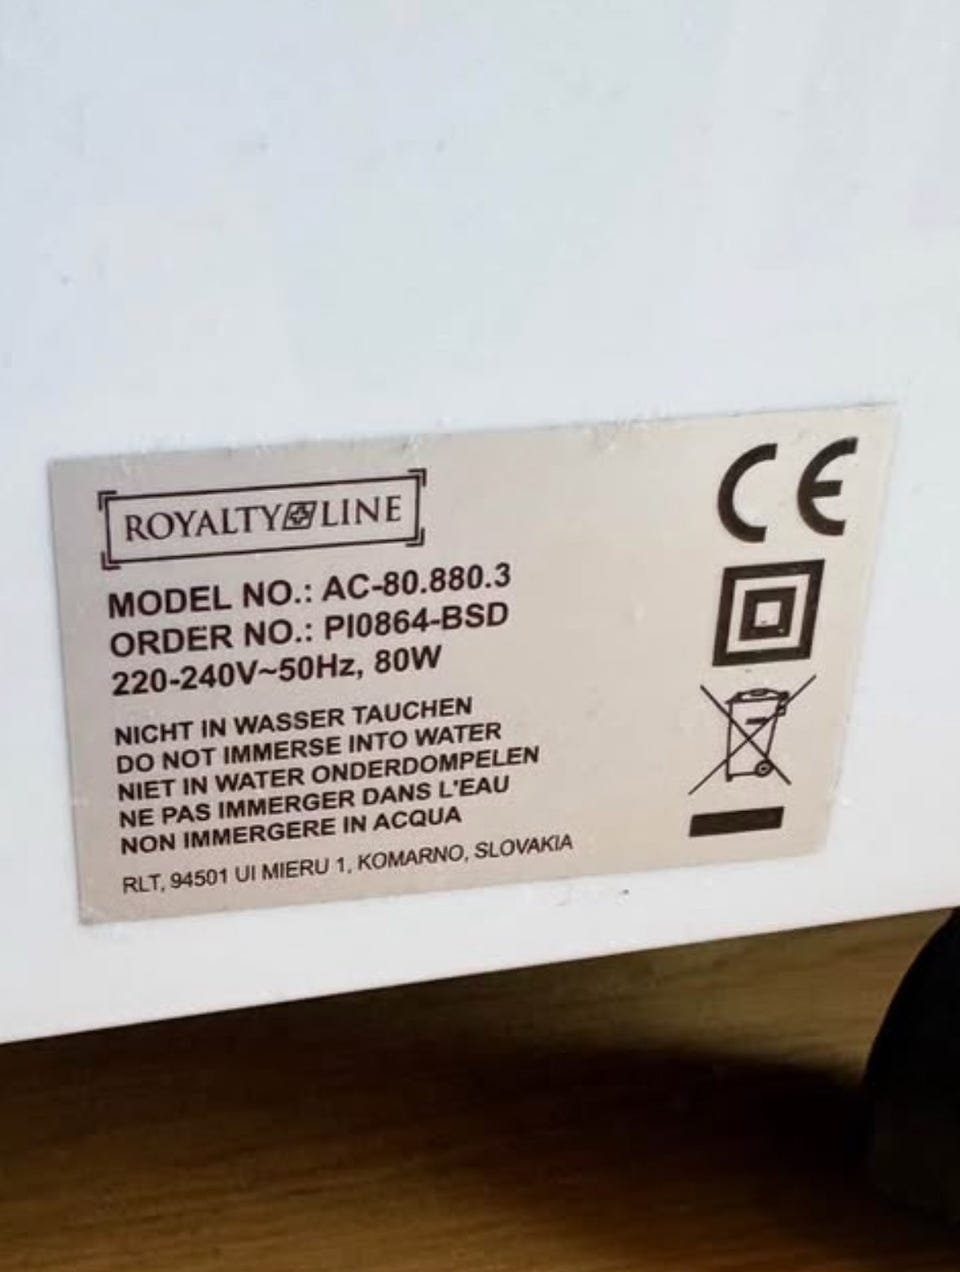 ROYALTY LINE
MODEL NO.: AC-80.880.3
ORDER NO.: PI0864-BSD
220-240V~50Hz, 80W
NICHT IN WASSER TAUCHEN
DO NOT IMMERSE INTO WATER
NIET IN WATER ONDERDOMPELEN
NE PAS IMMERGER DANS L'EAU
NON IMMERGERE IN ACQUA
RLT, 94501 UI MIERU 1, KOMARNO, SLOVAKIA
CE